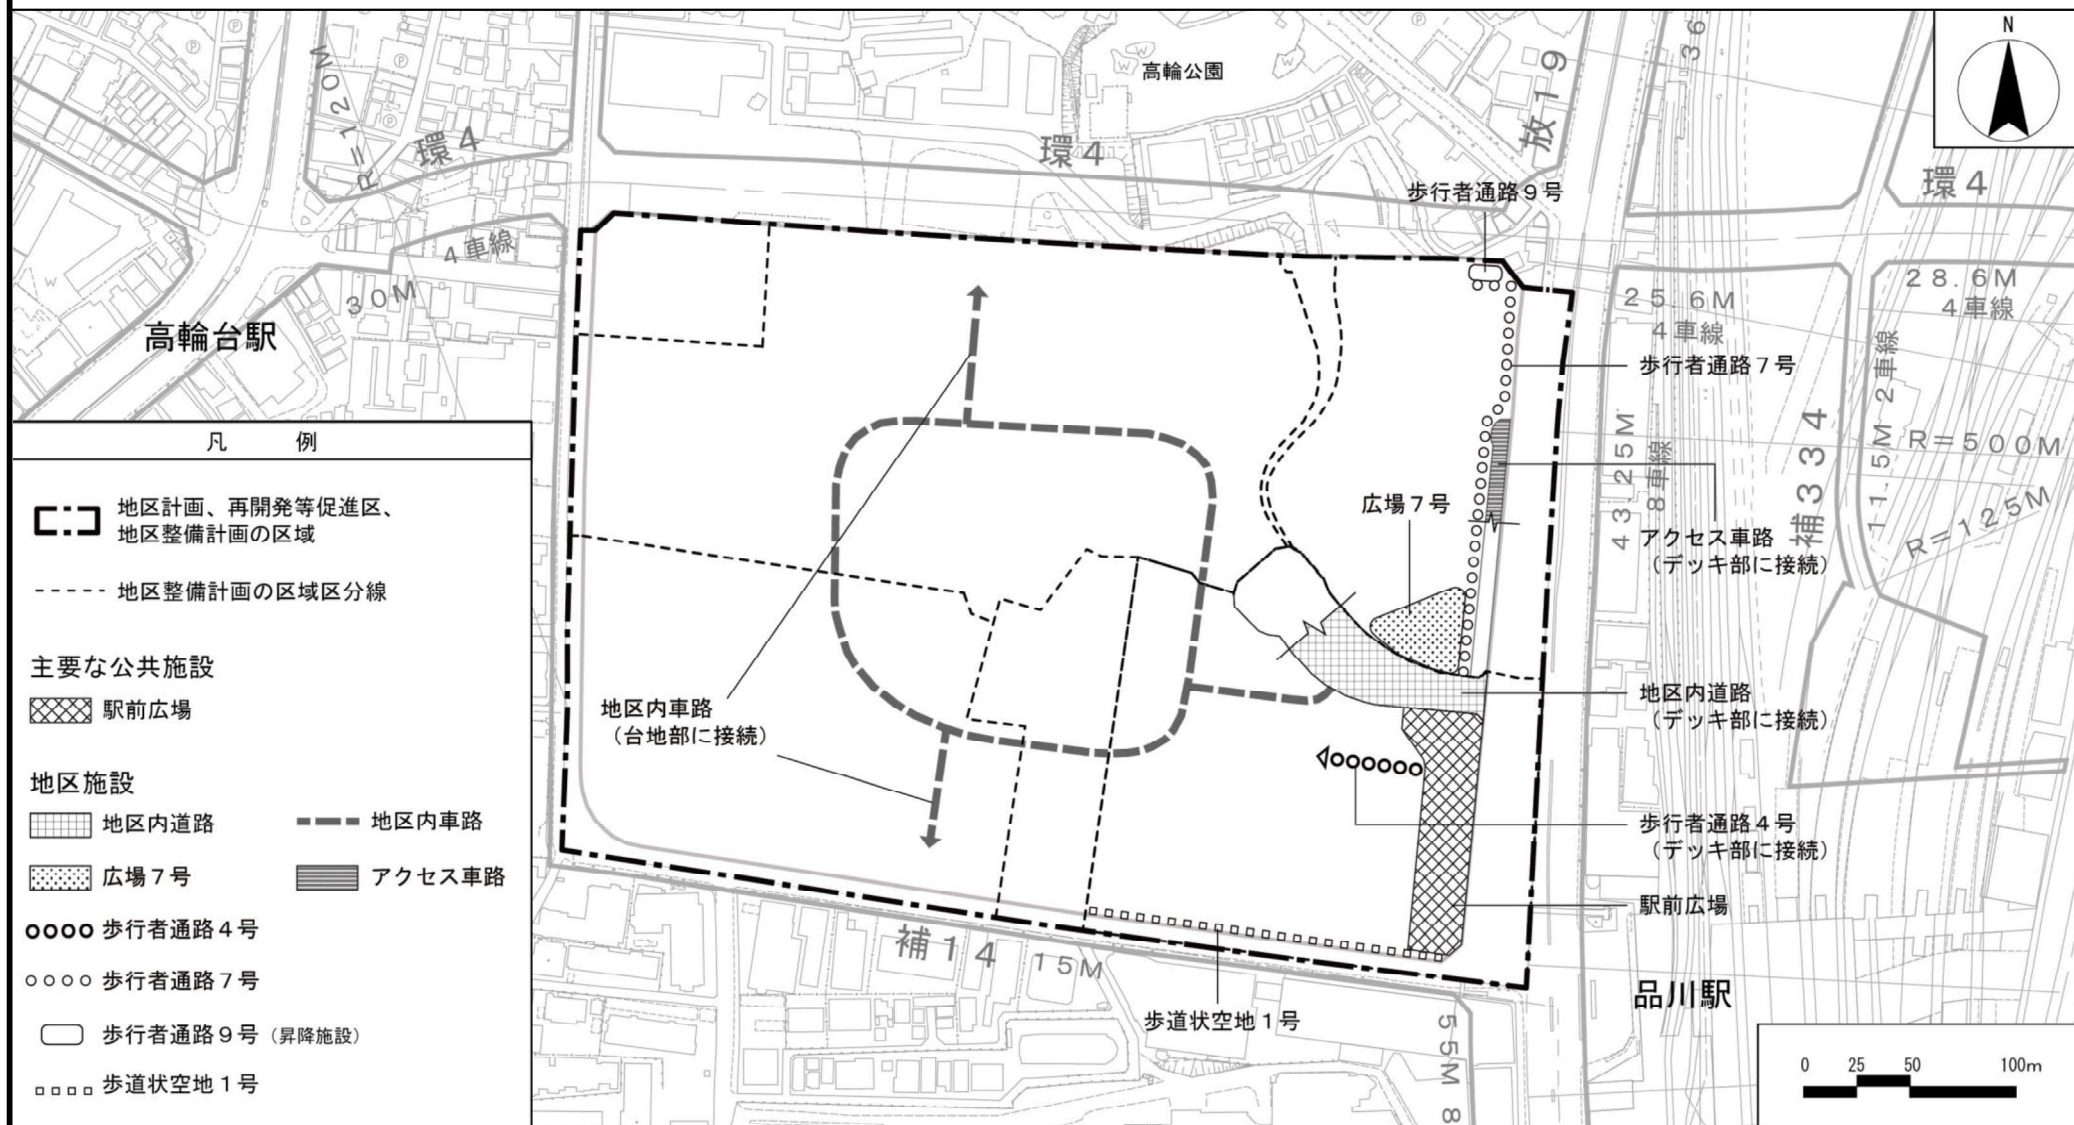 N
高輪公園
放19
36
R=120M
環4
環4
環4
歩行者通路9号
4車線
30M
高輪台駅
25.6M
4車線
28.6M
4車線
歩行者通路7号
43.25M
8車線
補334
11.5M 2車線
R=500M
R=125M
広場7号
アクセス車路
(デッキ部に接続)
地区内道路
(デッキ部に接続)
地区内車路
(台地部に接続)
歩行者通路4号
(デッキ部に接続)
駅前広場
補14 15M
歩道状空地1号
品川駅
55M 8
凡 例
地区計画、再開発等促進区、
地区整備計画の区域
地区整備計画の区域区分線
主要な公共施設
駅前広場
地区施設
地区内道路 地区内車路
広場7号 アクセス車路
歩行者通路4号
歩行者通路7号
歩行者通路9号(昇降施設)
歩道状空地1号
0 25 50 100m